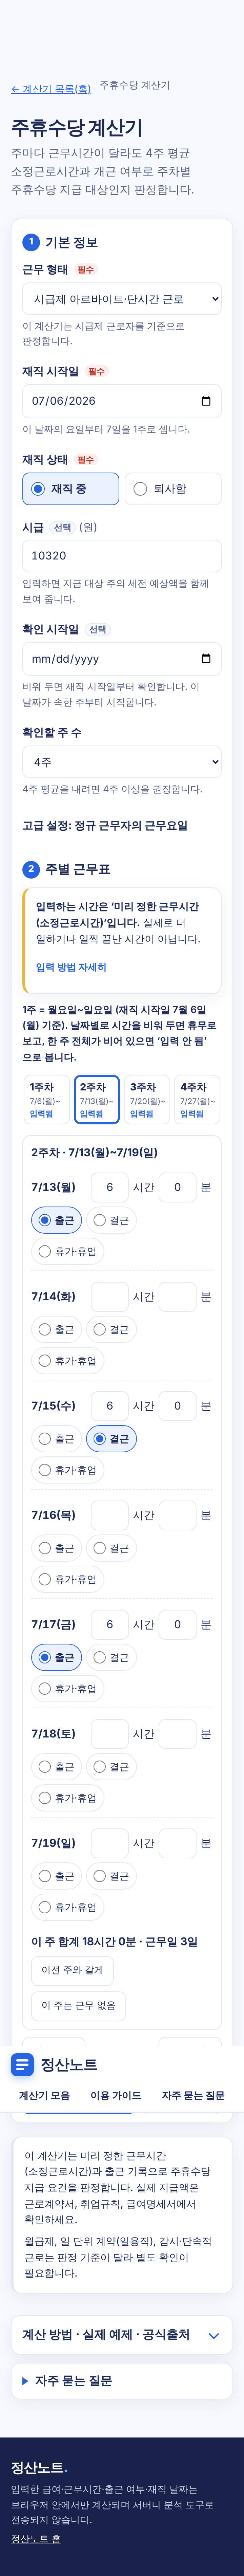 ← 계산기 목록(홈) 주휴수당 계산기
주휴수당 계산기
주마다 근무시간이 달라도 4주 평균
소정근로시간과 개근 여부로 주차별
주휴수당 지급 대상인지 판정합니다.
1 기본 정보
근무 형태 필수
시급제 아르바이트·단시간 근로
이 계산기는 시급제 근로자를 기준으로
판정합니다.
재직 시작일 필수
07/06/2026
이 날짜의 요일부터 7일을 1주로 셉니다.
재직 상태 필수
재직 중 퇴사함
시급 선택 (원)
10320
입력하면 지급 대상 주의 세전 예상액을 함께
보여 줍니다.
확인 시작일 선택
mm/dd/yyyy
비워 두면 재직 시작일부터 확인합니다. 이
날짜가 속한 주부터 시작합니다.
확인할 주 수
4주
4주 평균을 내려면 4주 이상을 권장합니다.
고급 설정: 정규 근무자의 근무요일
2 주별 근무표
입력하는 시간은 '미리 정한 근무시간
(소정근로시간)'입니다. 실제로 더
일하거나 일찍 끝난 시간이 아닙니다.
입력 방법 자세히
1주 = 월요일~일요일 (재직 시작일 7월 6일
(월) 기준). 날짜별로 시간을 비워 두면 휴무로
보고, 한 주 전체가 비어 있으면 '입력 안 됨'
으로 봅니다.
1주차 2주차 3주차 4주차
7/6(월)~ 7/13(월)~ 7/20(월)~ 7/27(월)~
입력됨 입력됨 입력됨 입력됨
2주차 · 7/13(월)~7/19(일)
7/13(월) 6 시간 0 분
출근 결근
휴가·휴업
7/14(화) 시간 분
출근 결근
휴가·휴업
7/15(수) 6 시간 0 분
출근 결근
휴가·휴업
7/16(목) 시간 분
출근 결근
휴가·휴업
7/17(금) 6 시간 0 분
출근 결근
휴가·휴업
7/18(토) 시간 분
출근 결근
휴가·휴업
7/19(일) 시간 분
출근 결근
휴가·휴업
이 주 합계 18시간 0분 · 근무일 3일
이전 주와 같게
이 주는 근무 없음
정산노트
계산기 모음 이용 가이드 자주 묻는 질문
이 계산기는 미리 정한 근무시간
(소정근로시간)과 출근 기록으로 주휴수당
지급 요건을 판정합니다. 실제 지급액은
근로계약서, 취업규칙, 급여명세서에서
확인하세요.
월급제, 일 단위 계약(일용직), 감시·단속적
근로는 판정 기준이 달라 별도 확인이
필요합니다.
계산 방법 · 실제 예제 · 공식출처
자주 묻는 질문
정산노트.
입력한 급여·근무시간·출근 여부·재직 날짜는
브라우저 안에서만 계산되며 서버나 분석 도구로
전송되지 않습니다.
정산노트 홈